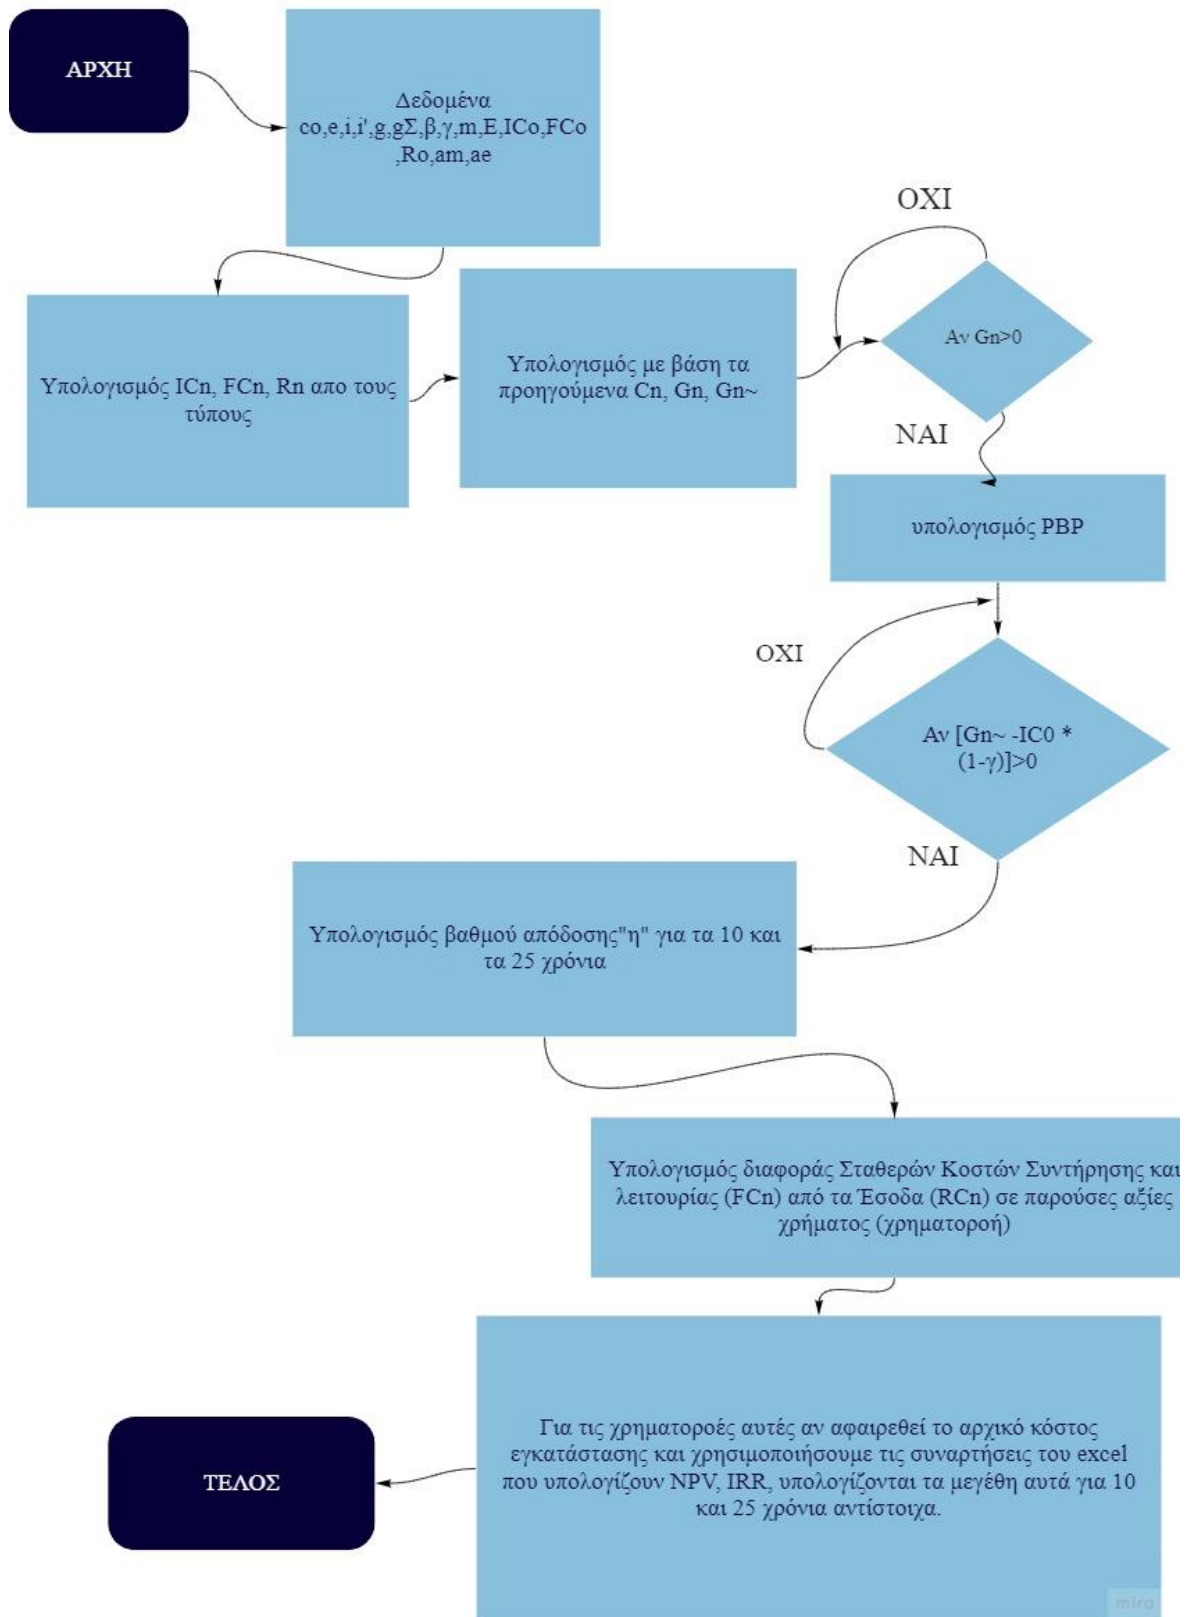 ΑΡΧΗ
Δεδομένα
co,e,i,i',g,gΣ,β,γ,m,E,ICo,FCo
,Ro,am,ae
ΟΧΙ
Αν Gn>0
Υπολογισμός ICn, FCn, Rn απο τους
τύπους
Υπολογισμός με βάση τα
προηγούμενα Cn, Gn, Gn~
ΝΑΙ
υπολογισμός PBP
ΟΧΙ
Αν [Gn~ -IC0 *
(1-γ)]>0
ΝΑΙ
Υπολογισμός βαθμού απόδοσης"η" για τα 10 και
τα 25 χρόνια
Υπολογισμός διαφοράς Σταθερών Κοστών Συντήρησης και
λειτουρίας (FCn) από τα Έσοδα (RCn) σε παρούσες αξίες
χρήματος (χρηματοροή)
Για τις χρηματοροές αυτές αν αφαιρεθεί το αρχικό κόστος
εγκατάστασης και χρησιμοποιήσουμε τις συναρτήσεις του excel
που υπολογίζουν NPV, IRR, υπολογίζονται τα μεγέθη αυτά για 10
και 25 χρόνια αντίστοιχα.
ΤΕΛΟΣ
miro